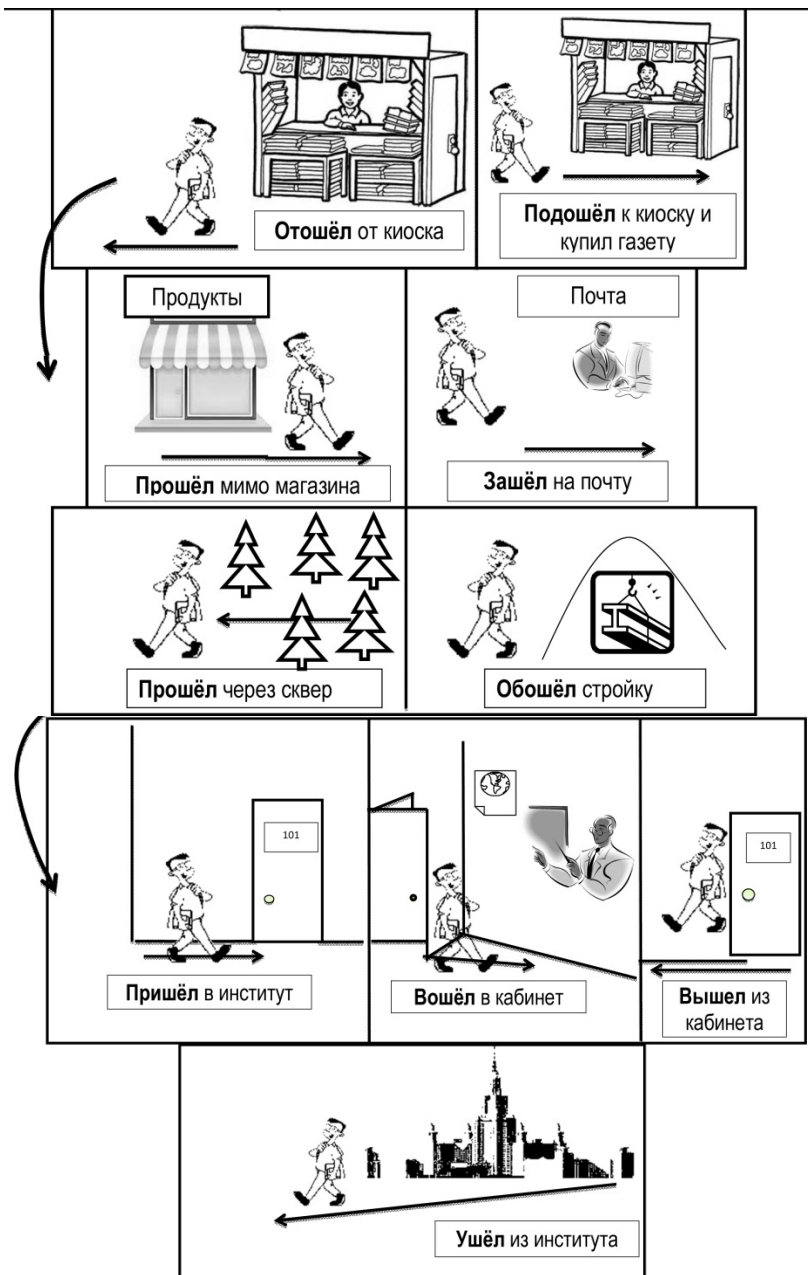 Отошёл от киоска
Подошёл к киоску и
купил газету
Продукты
Почта
Прошёл мимо магазина
Зашёл на почту
Прошёл через сквер
Обошёл стройку
101
101
Пришёл в институт
Вошёл в кабинет
Вышел из
кабинета
Ушёл из института